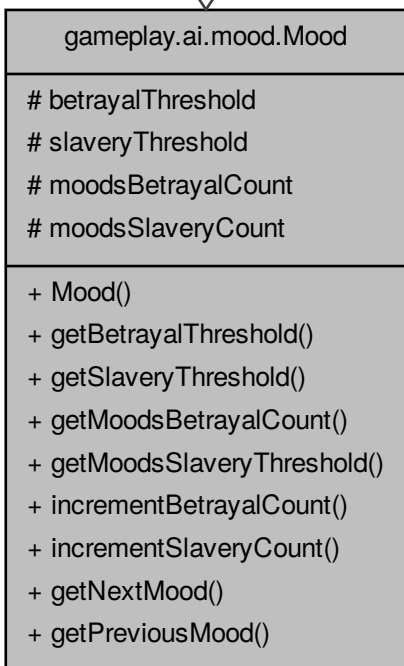 gameplay.ai.mood.Mood
# betrayalThreshold
# slaveryThreshold
# moodsBetrayalCount
# moodsSlaveryCount
+ Mood()
+ getBetrayalThreshold()
+ getSlaveryThreshold()
+ getMoodsBetrayalCount()
+ getMoodsSlaveryThreshold()
+ incrementBetrayalCount()
+ incrementSlaveryCount()
+ getNextMood()
+ getPreviousMood()